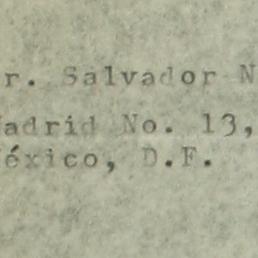 r. Salvador N
adrid No. 13,
éxico, D.F.